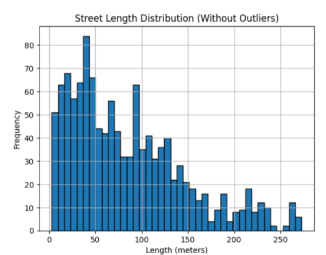 Street Length Distribution (Without Outliers)
Frequency
80
70
60
50
40
30
20
10
0
0 50 100 150 200 250
Length (meters)